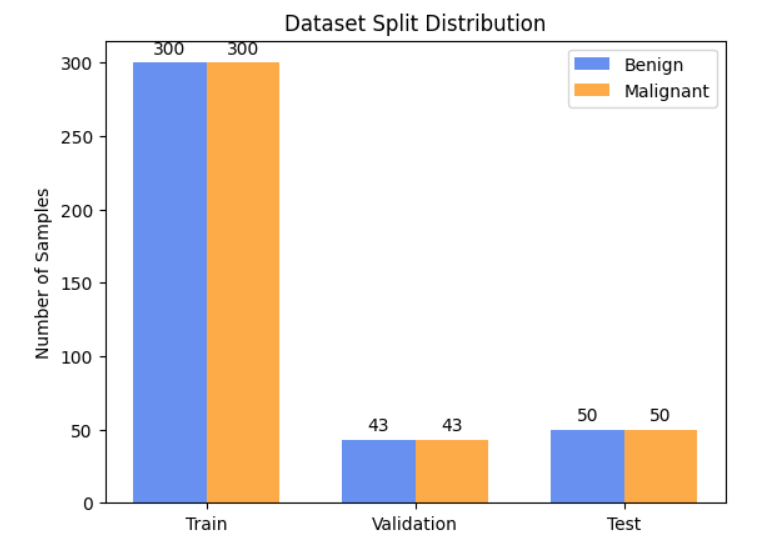 Dataset Split Distribution
300 300
Benign
Malignant
300
250
200
150
100
50
0
Number of Samples
43 43
50 50
Train Validation Test